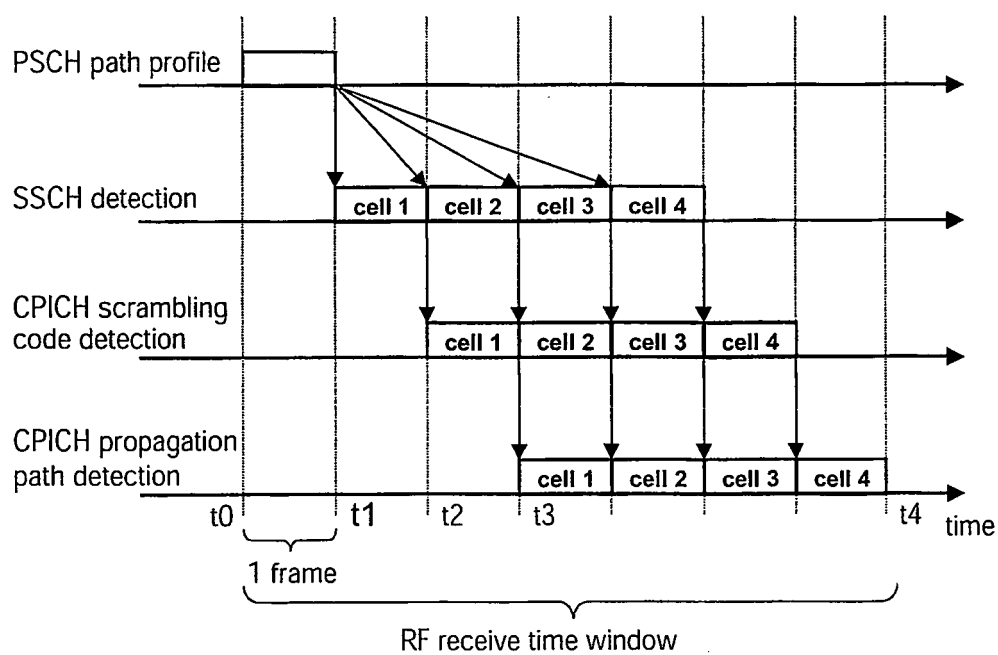 PSCH path profile
SSCH detection
cell 1 cell 2 cell 3 cell 4
CPICH scrambling
code detection
cell 1 cell 2 cell 3 cell 4
CPICH propagation
path detection
cell 1 cell 2 cell 3 cell 4
t0 t1 t2 t3 t4 time
1 frame
RF receive time window